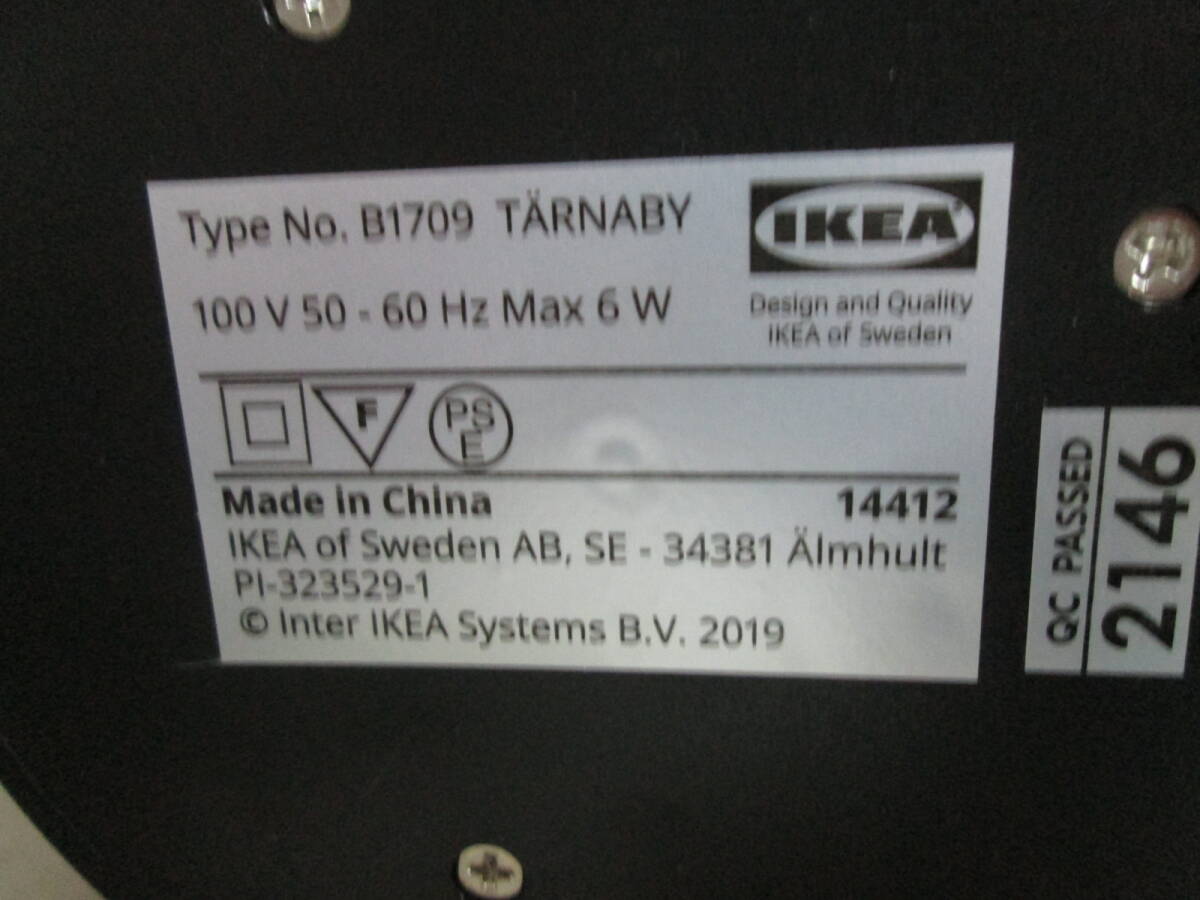 Type No. B1709 TÄRNABY
100 V 50 - 60 Hz Max 6 W
IKEA®
Design and Quality
IKEA of Sweden
F
PS
E
Made in China 14412
IKEA of Sweden AB, SE - 34381 Älmhult
PI-323529-1
© Inter IKEA Systems B.V. 2019
QC PASSED
2146